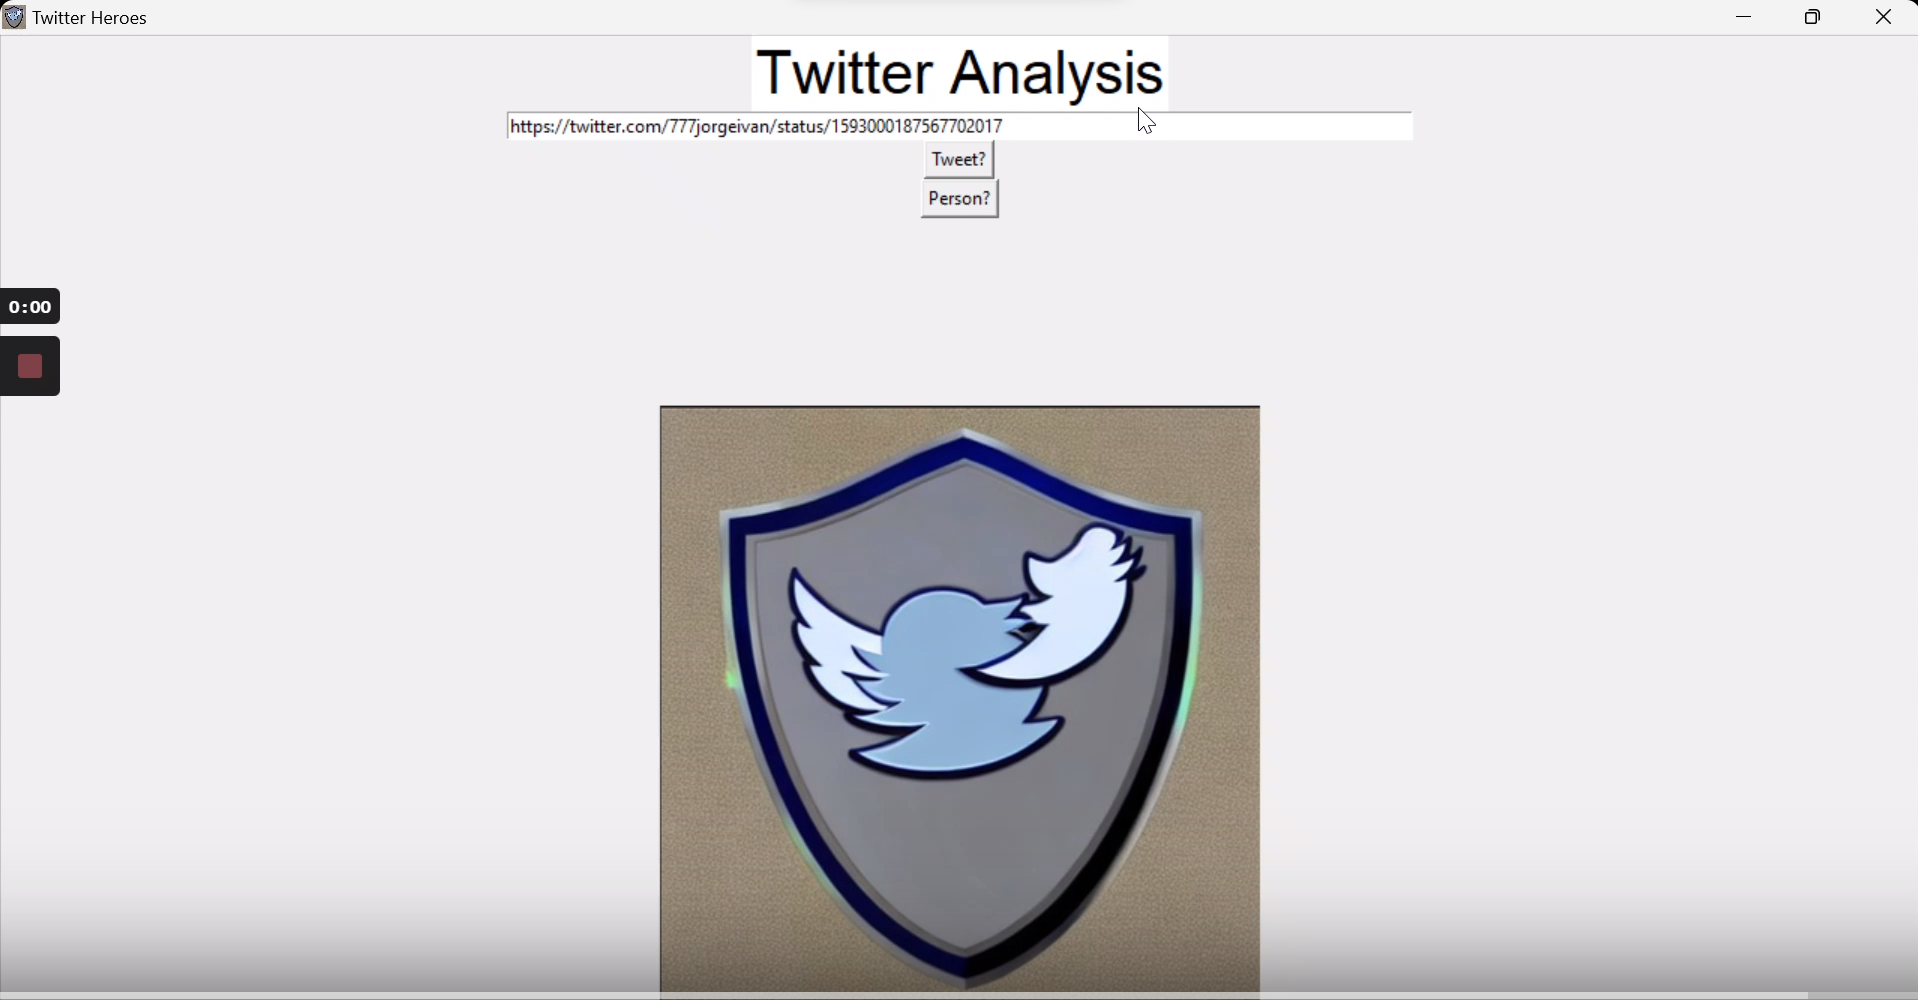 Twitter Heroes
Twitter Analysis
https://twitter.com/777jorgeivan/status/1593000187567702017
Tweet?
Person?
0:00